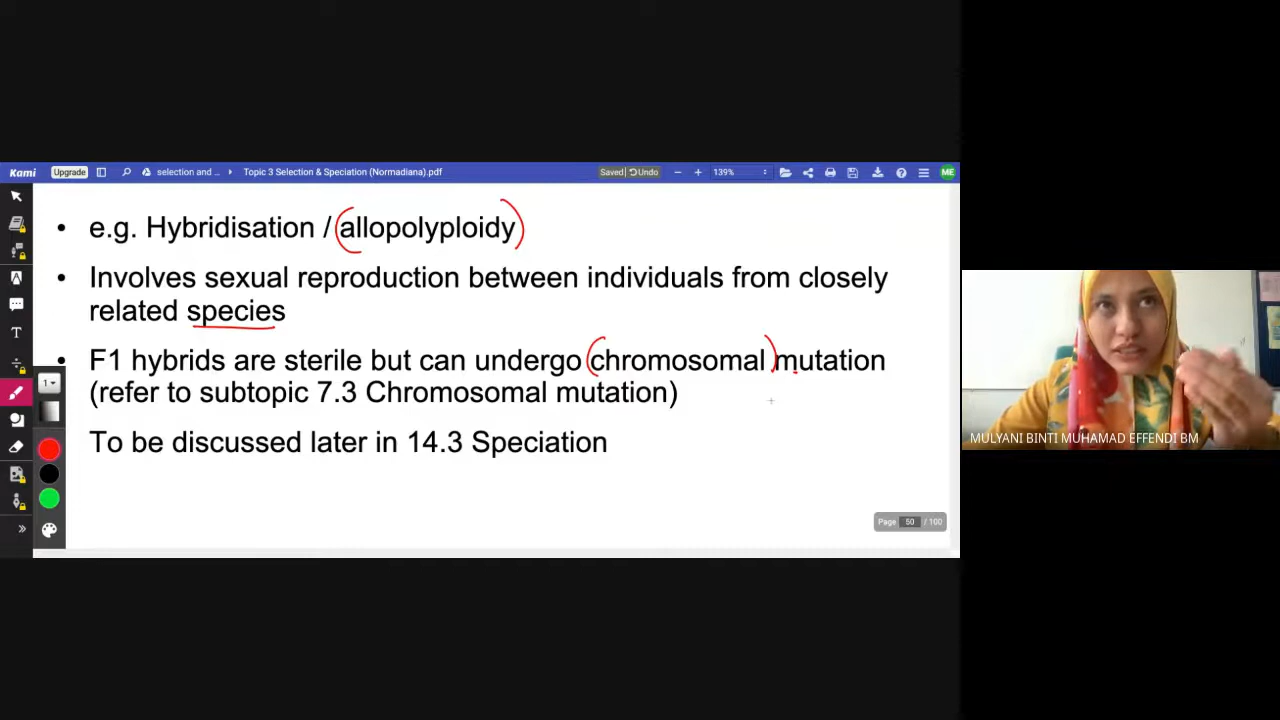 Kami Upgrade selection and ... Topic 3 Selection & Speciation (Normadiana).pdf Saved Undo 139% ME
• e.g. Hybridisation / allopolyploidy
• Involves sexual reproduction between individuals from closely
related species
• F1 hybrids are sterile but can undergo chromosomal mutation
(refer to subtopic 7.3 Chromosomal mutation)
To be discussed later in 14.3 Speciation
Page 50 / 100
T
1
MULYANI BINTI MUHAMAD EFFENDI BM